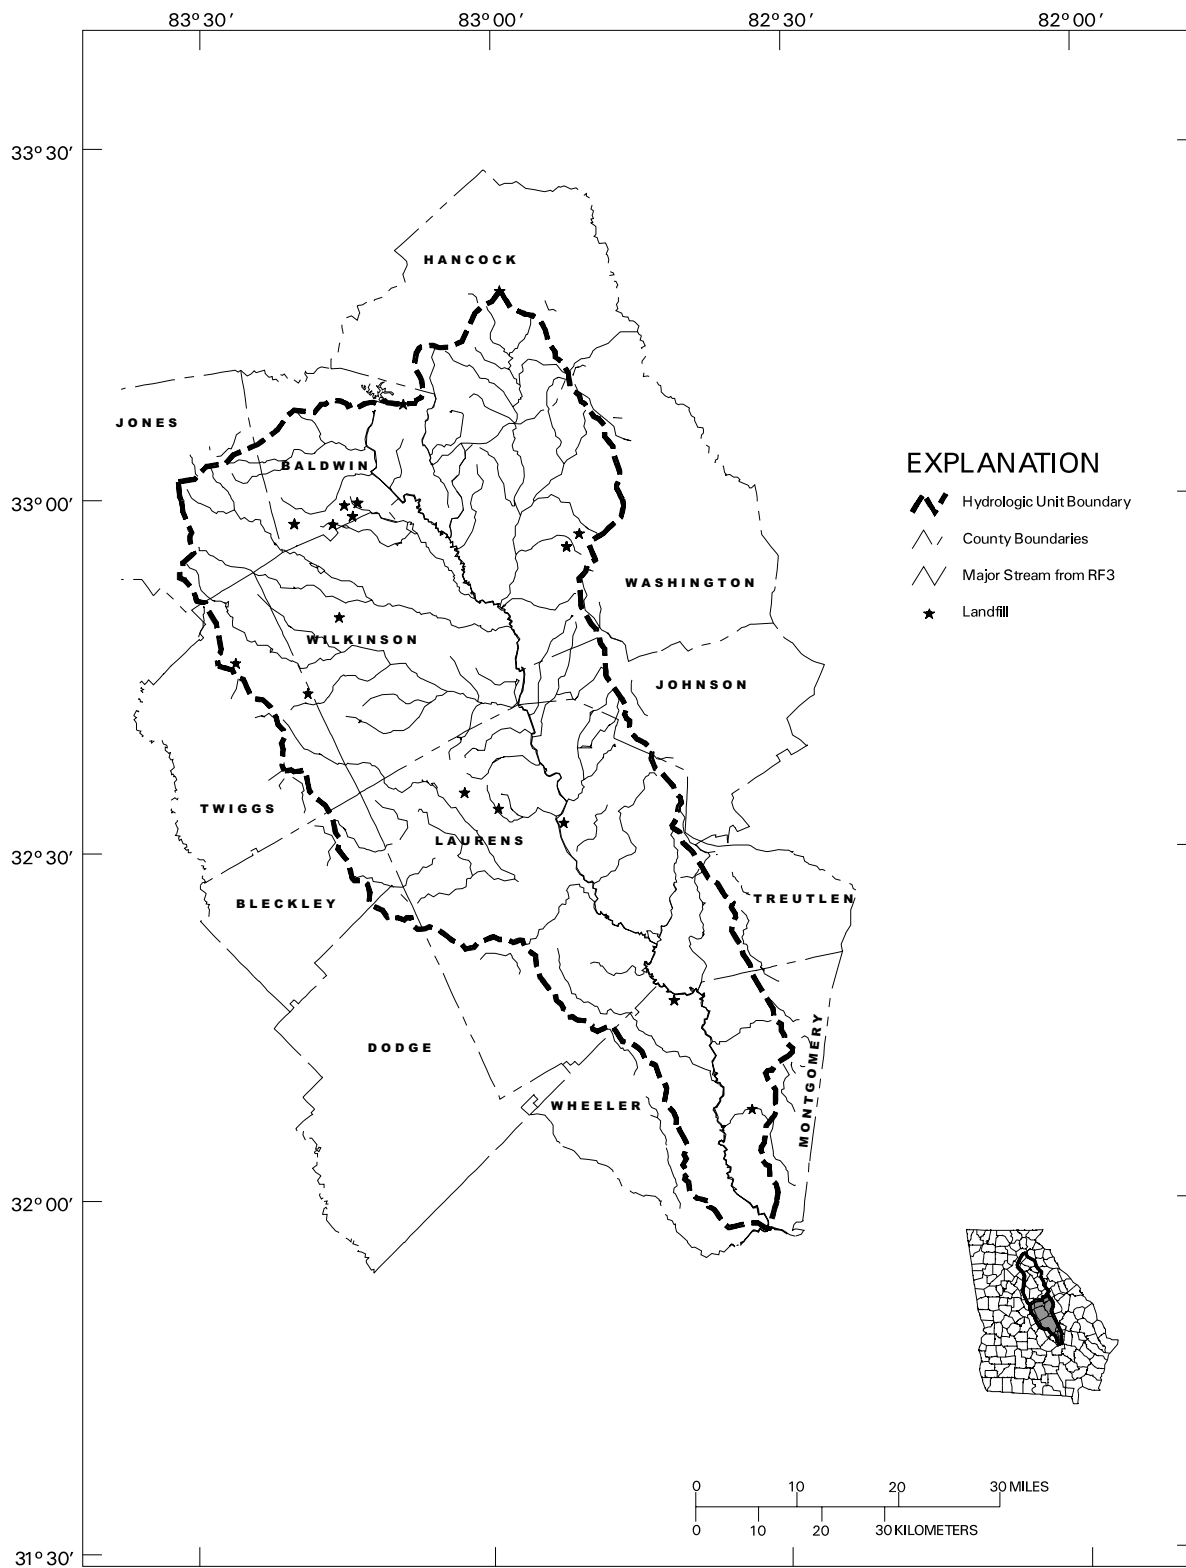 83°30′ 83°00′ 82°30′ 82°00′
33°30′
HANCOCK
JONES
BALDWIN
EXPLANATION
33°00′
Hydrologic Unit Boundary
County Boundaries
Major Stream from RF3
WASHINGTON
Landfill
WILKINSON
JOHNSON
TWIGGS
LAURENS
32°30′
BLECKLEY
TREUTLEN
DODGE
MONTGOMERY
WHEELER
32°00′
0 10 20 30 MILES
0 10 20 30 KILOMETERS
31°30′